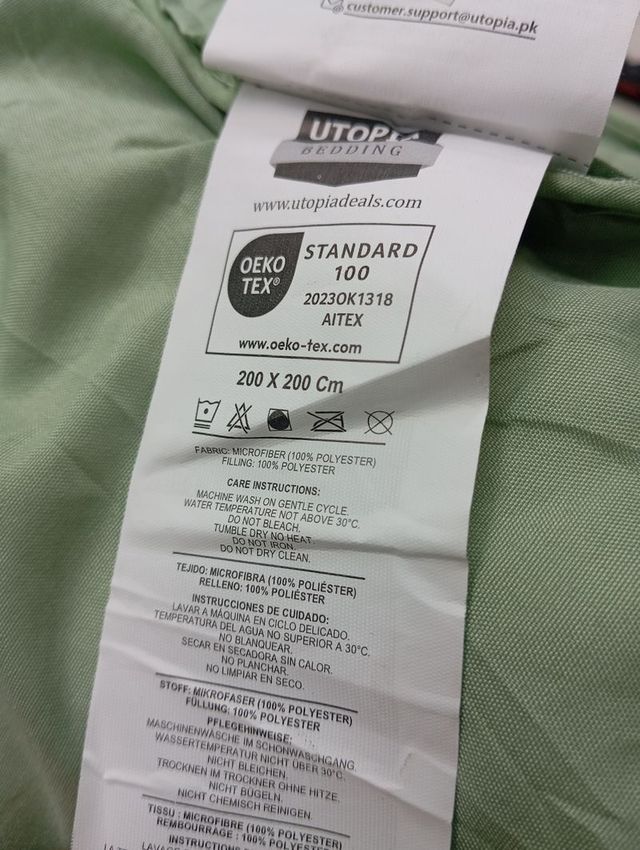 customer.support@utopia.pk
UTOPIA
BEDDING
www.utopiadeals.com
OEKO
TEX®
STANDARD
100
2023OK1318
AITEX
www.oeko-tex.com
200 X 200 Cm
FABRIC: MICROFIBER (100% POLYESTER)
FILLING: 100% POLYESTER
CARE INSTRUCTIONS:
MACHINE WASH ON GENTLE CYCLE.
WATER TEMPERATURE NOT ABOVE 30°C.
DO NOT BLEACH.
TUMBLE DRY NO HEAT.
DO NOT IRON.
DO NOT DRY CLEAN.
TEJIDO: MICROFIBRA (100% POLIÉSTER)
RELLENO: 100% POLIÉSTER
INSTRUCCIONES DE CUIDADO:
LAVAR A MÁQUINA EN CICLO DELICADO.
TEMPERATURA DEL AGUA NO SUPERIOR A 30°C.
NO BLANQUEAR.
SECAR EN SECADORA SIN CALOR.
NO PLANCHAR.
NO LIMPIAR EN SECO.
STOFF: MIKROFASER (100% POLYESTER)
FÜLLUNG: 100% POLYESTER
PFLEGEHINWEISE:
MASCHINENWÄSCHE IM SCHONWASCHGANG.
WASSERTEMPERATUR NICHT ÜBER 30°C.
NICHT BLEICHEN.
TROCKNEN IM TROCKNER OHNE HITZE.
NICHT BÜGELN.
NICHT CHEMISCH REINIGEN.
TISSU : MICROFIBRE (100% POLYESTER)
REMBOURRAGE : 100% POLYESTER